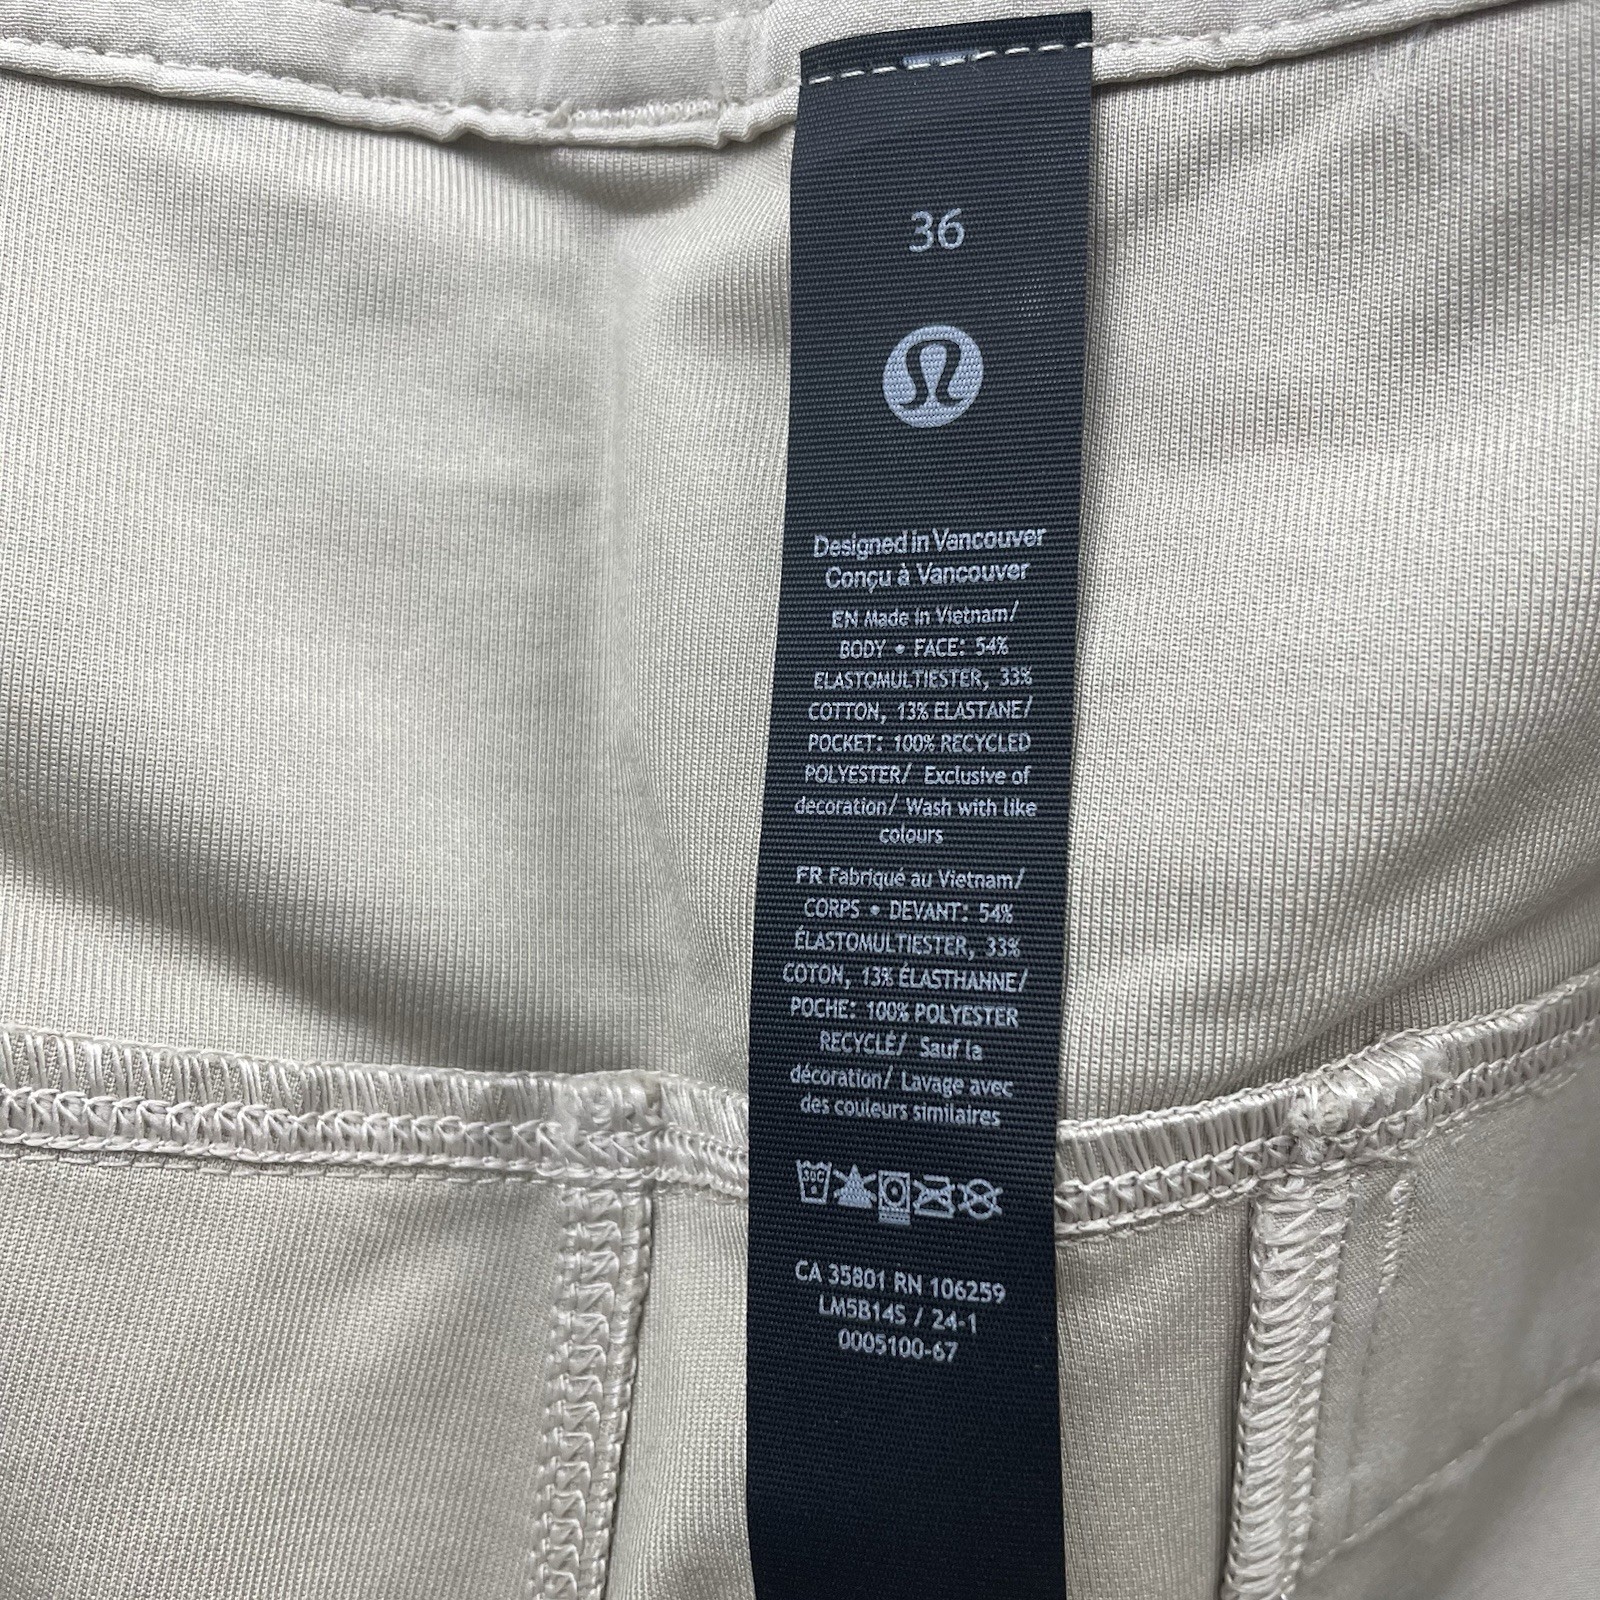 36
Designed in Vancouver
Conçu à Vancouver
EN Made in Vietnam/
BODY • FACE: 54%
ELASTOMULTIESTER, 33%
COTTON, 13% ELASTANE/
POCKET: 100% RECYCLED
POLYESTER/ Exclusive of
decoration/ Wash with like
colours
FR Fabriqué au Vietnam/
CORPS • DEVANT: 54%
ÉLASTOMULTIESTER, 33%
COTON, 13% ÉLASTHANNE/
POCHE: 100% POLYESTER
RECYCLÉ/ Sauf la
décoration/ Lavage avec
des couleurs similaires
30C
CA 35801 RN 106259
LM5B14S / 24-1
0005100-67